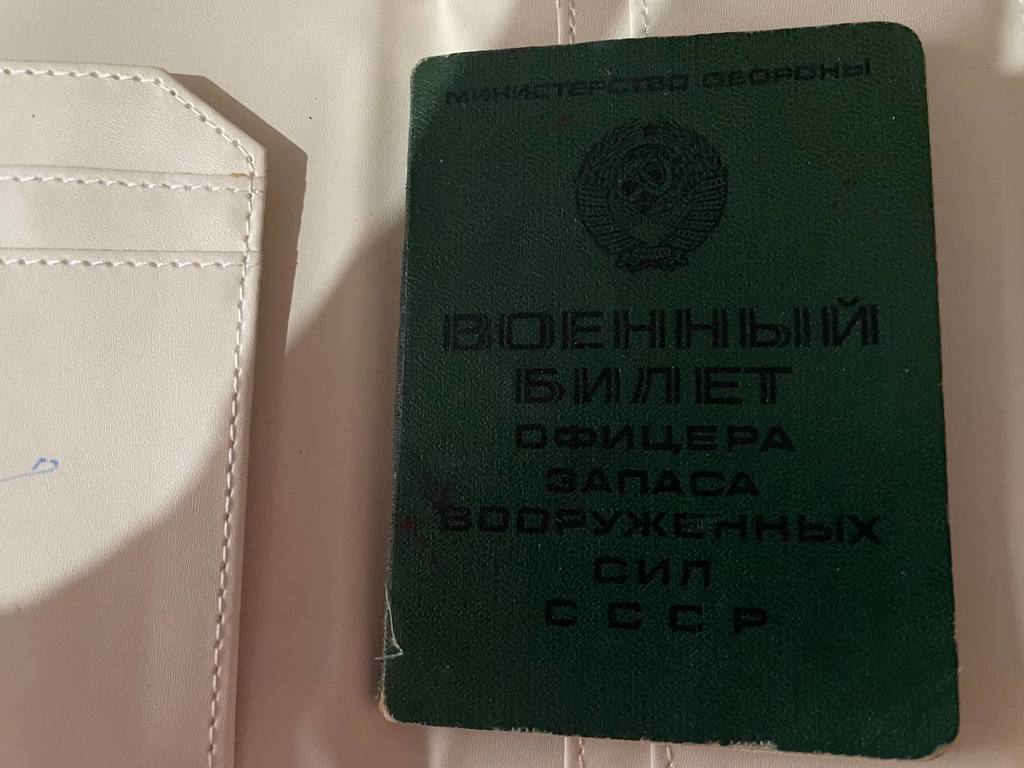 МИНИСТЕРСТВО ОБОРОНЫ
ВОЕННЫЙ
БИЛЕТ
ОФИЦЕРА
ЗАПАСА
ВООРУЖЕННЫХ
СИЛ
СССР